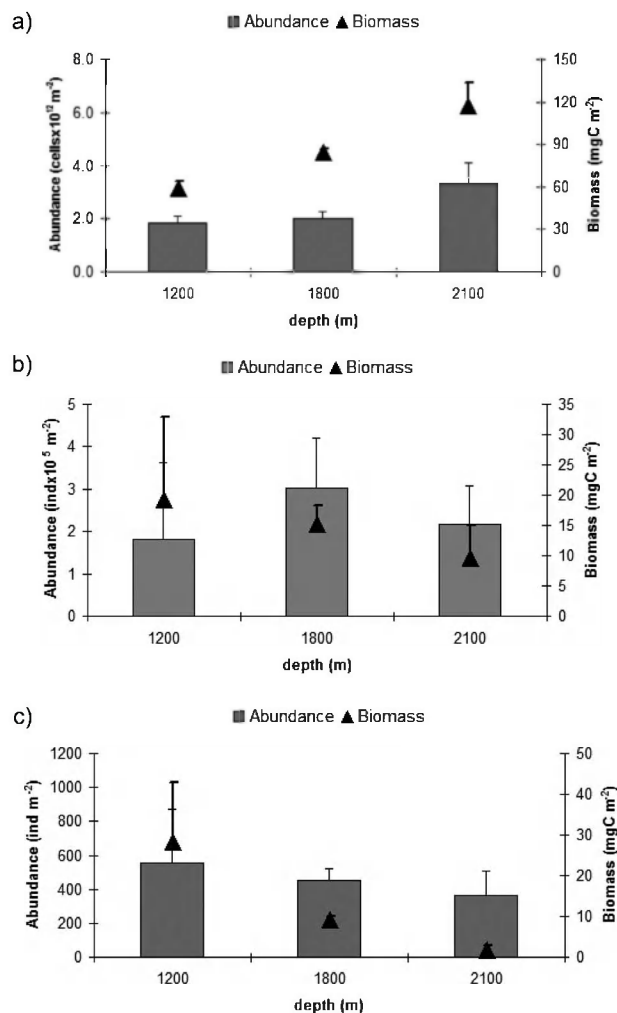 a)
Abundance Biomass
8.0
6.0
4.0
2.0
0.0
Abundance (cellsx10¹² m⁻²)
150
120
90
60
30
0
Biomass (mgC m⁻²)
1200 1800 2100
depth (m)
b)
Abundance Biomass
5
4
3
2
1
0
Abundance (indx10⁵ m⁻²)
35
30
25
20
15
10
5
0
Biomass (mgC m⁻²)
1200 1800 2100
depth (m)
c)
Abundance Biomass
1200
1000
800
600
400
200
0
Abundance (ind m⁻²)
50
40
30
20
10
0
Biomass (mgC m⁻²)
1200 1800 2100
depth (m)